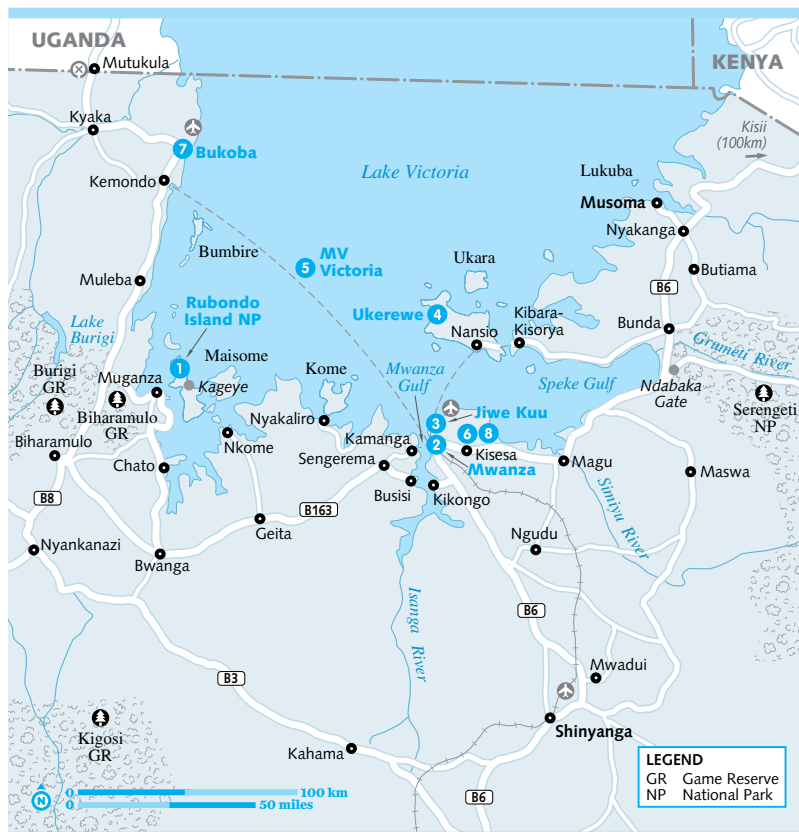 UGANDA
Mutukula
KENYA
Kyaka
Kisii
(100km)
7
Bukoba
Lake Victoria
Lukuba
Kemondo
Musoma
Nyakanga
Bumbire
5
MV
Victoria
Ukara
Butiama
Muleba
B6
Rubondo
Island NP
Ukerewe
4
Kibara-
Kisorya
Lake
Burigi
Nansio
Bunda
Grumeti River
Maisome
Mwanza
Gulf
Burigi
GR
1
Kome
Speke Gulf
Muganza
Kageye
Ndabaka
Gate
Biharamulo
GR
Jiwe Kuu
Serengeti
NP
Nyakaliro
3
6
8
Biharamulo
Nkome
Kamanga
2
Kisesa
Sengerema
Mwanza
Magu
Chato
Maswa
Busisi
Kikongo
B8
B163
Simiyu River
Geita
Ngudu
Nyankanazi
Bwanga
Isanga River
B6
Mwadui
B3
Kigosi
GR
Shinyanga
Kahama
LEGEND
GR Game Reserve
NP National Park
N
0 100 km
0 50 miles
B6